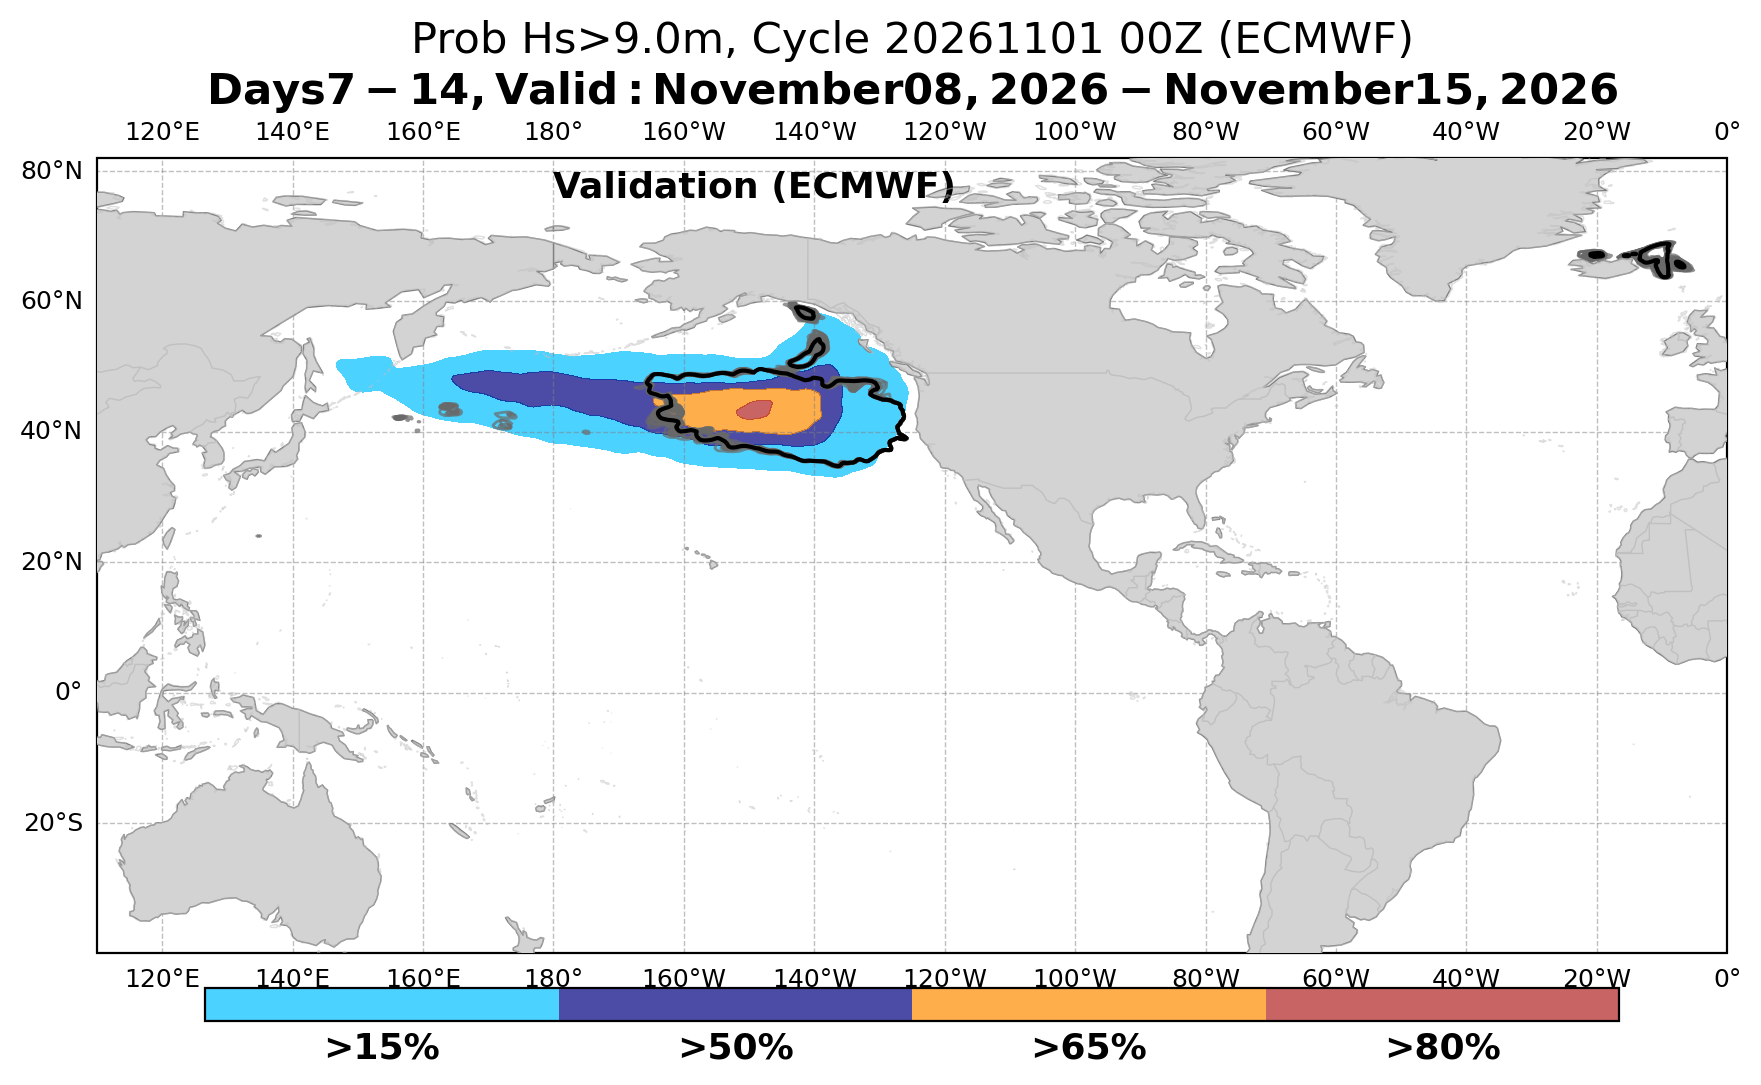 Prob Hs>9.0m, Cycle 20261101 00Z (ECMWF)
Days7 − 14, Valid : November08, 2026 − November15, 2026
120°E 140°E 160°E 180° 160°W 140°W 120°W 100°W 80°W 60°W 40°W 20°W 0°
80°N
Validation (ECMWF)
60°N
40°N
20°N
0°
20°S
120°E 140°E 160°E 180° 160°W 140°W 120°W 100°W 80°W 60°W 40°W 20°W 0°
>15% >50% >65% >80%